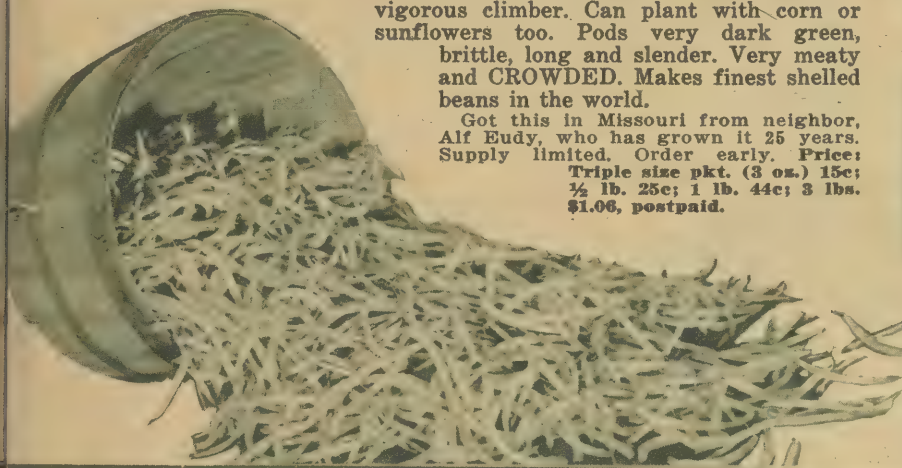 vigorous climber. Can plant with corn or
sunflowers too. Pods very dark green,
brittle, long and slender. Very meaty
and CROWDED. Makes finest shelled
beans in the world.
Got this in Missouri from neighbor,
Alf Eudy, who has grown it 25 years.
Supply limited. Order early. Price:
Triple size pkt. (3 oz.) 15c;
½ lb. 25c; 1 lb. 44c; 3 lbs.
$1.06, postpaid.